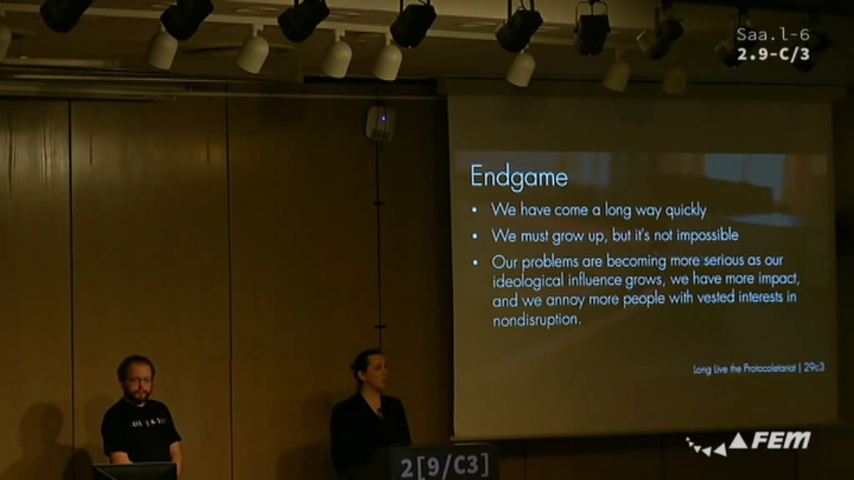 Saa.l-6
2.9-C/3
Endgame
• We have come a long way quickly
• We must grow up, but it's not impossible
• Our problems are becoming more serious as our
ideological influence grows, we have more impact,
and we annoy more people with vested interests in
nondisruption.
Long Live the Protocoletariat | 29c3
FEM
2[9/C3]